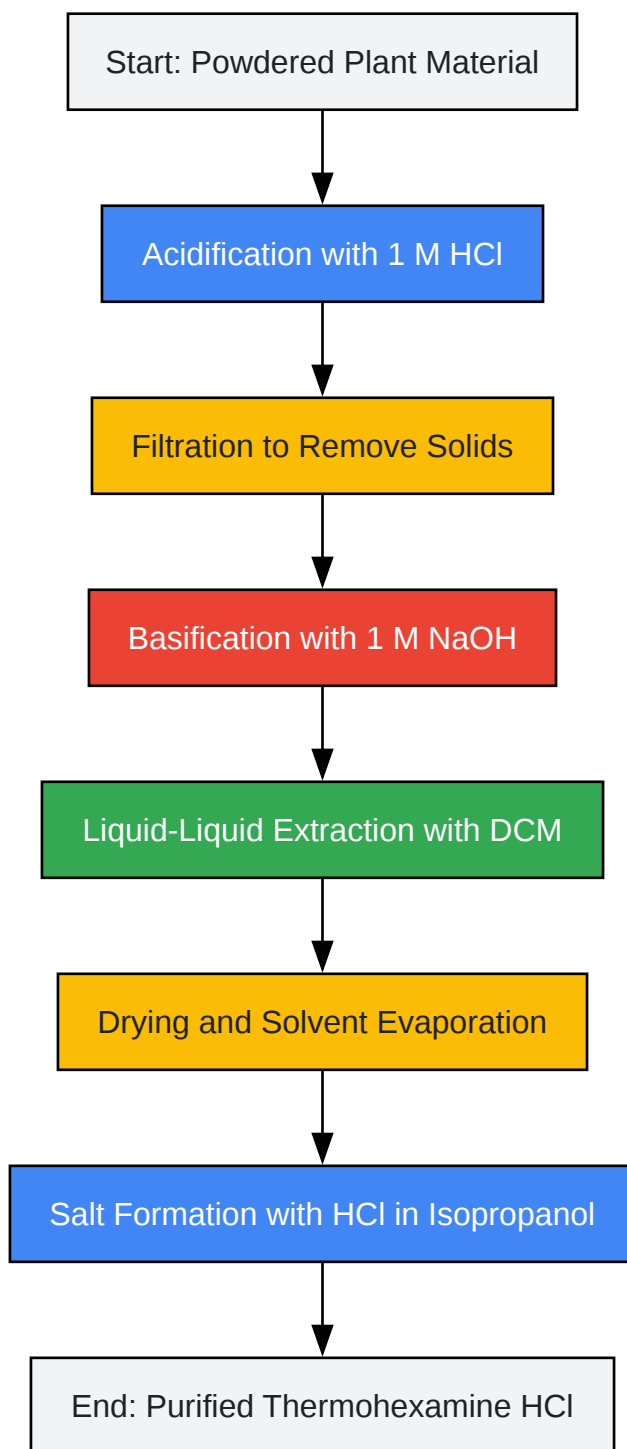 Start: Powdered Plant Material
Acidification with 1 M HCl
Filtration to Remove Solids
Basification with 1 M NaOH
Liquid-Liquid Extraction with DCM
Drying and Solvent Evaporation
Salt Formation with HCl in Isopropanol
End: Purified Thermohexamine HCl